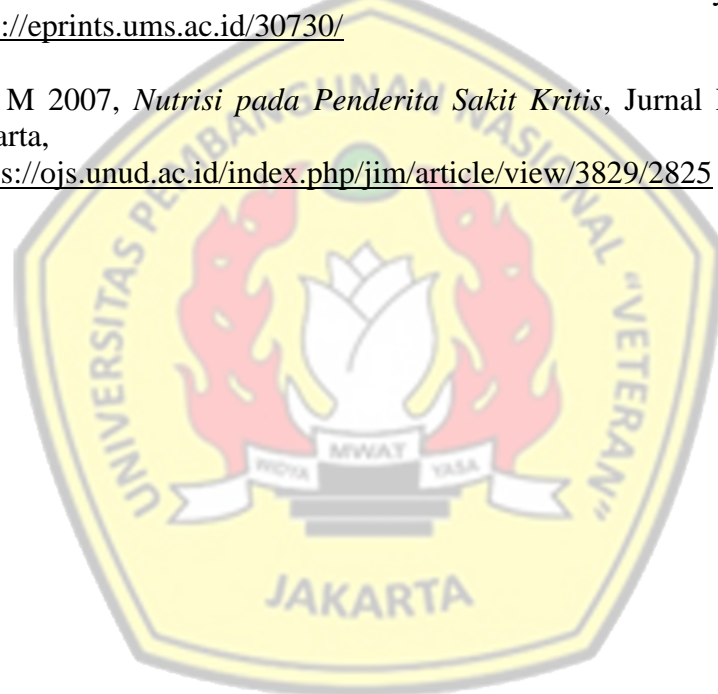 ://eprints.ums.ac.id/30730/
M 2007, Nutrisi pada Penderita Sakit Kritis, Jurnal
arta,
s://ojs.unud.ac.id/index.php/jim/article/view/3829/2825
UNIVERSITAS PEMBANGUNAN NASIONAL "VETERAN"
WIDYA MWAT YASA
JAKARTA